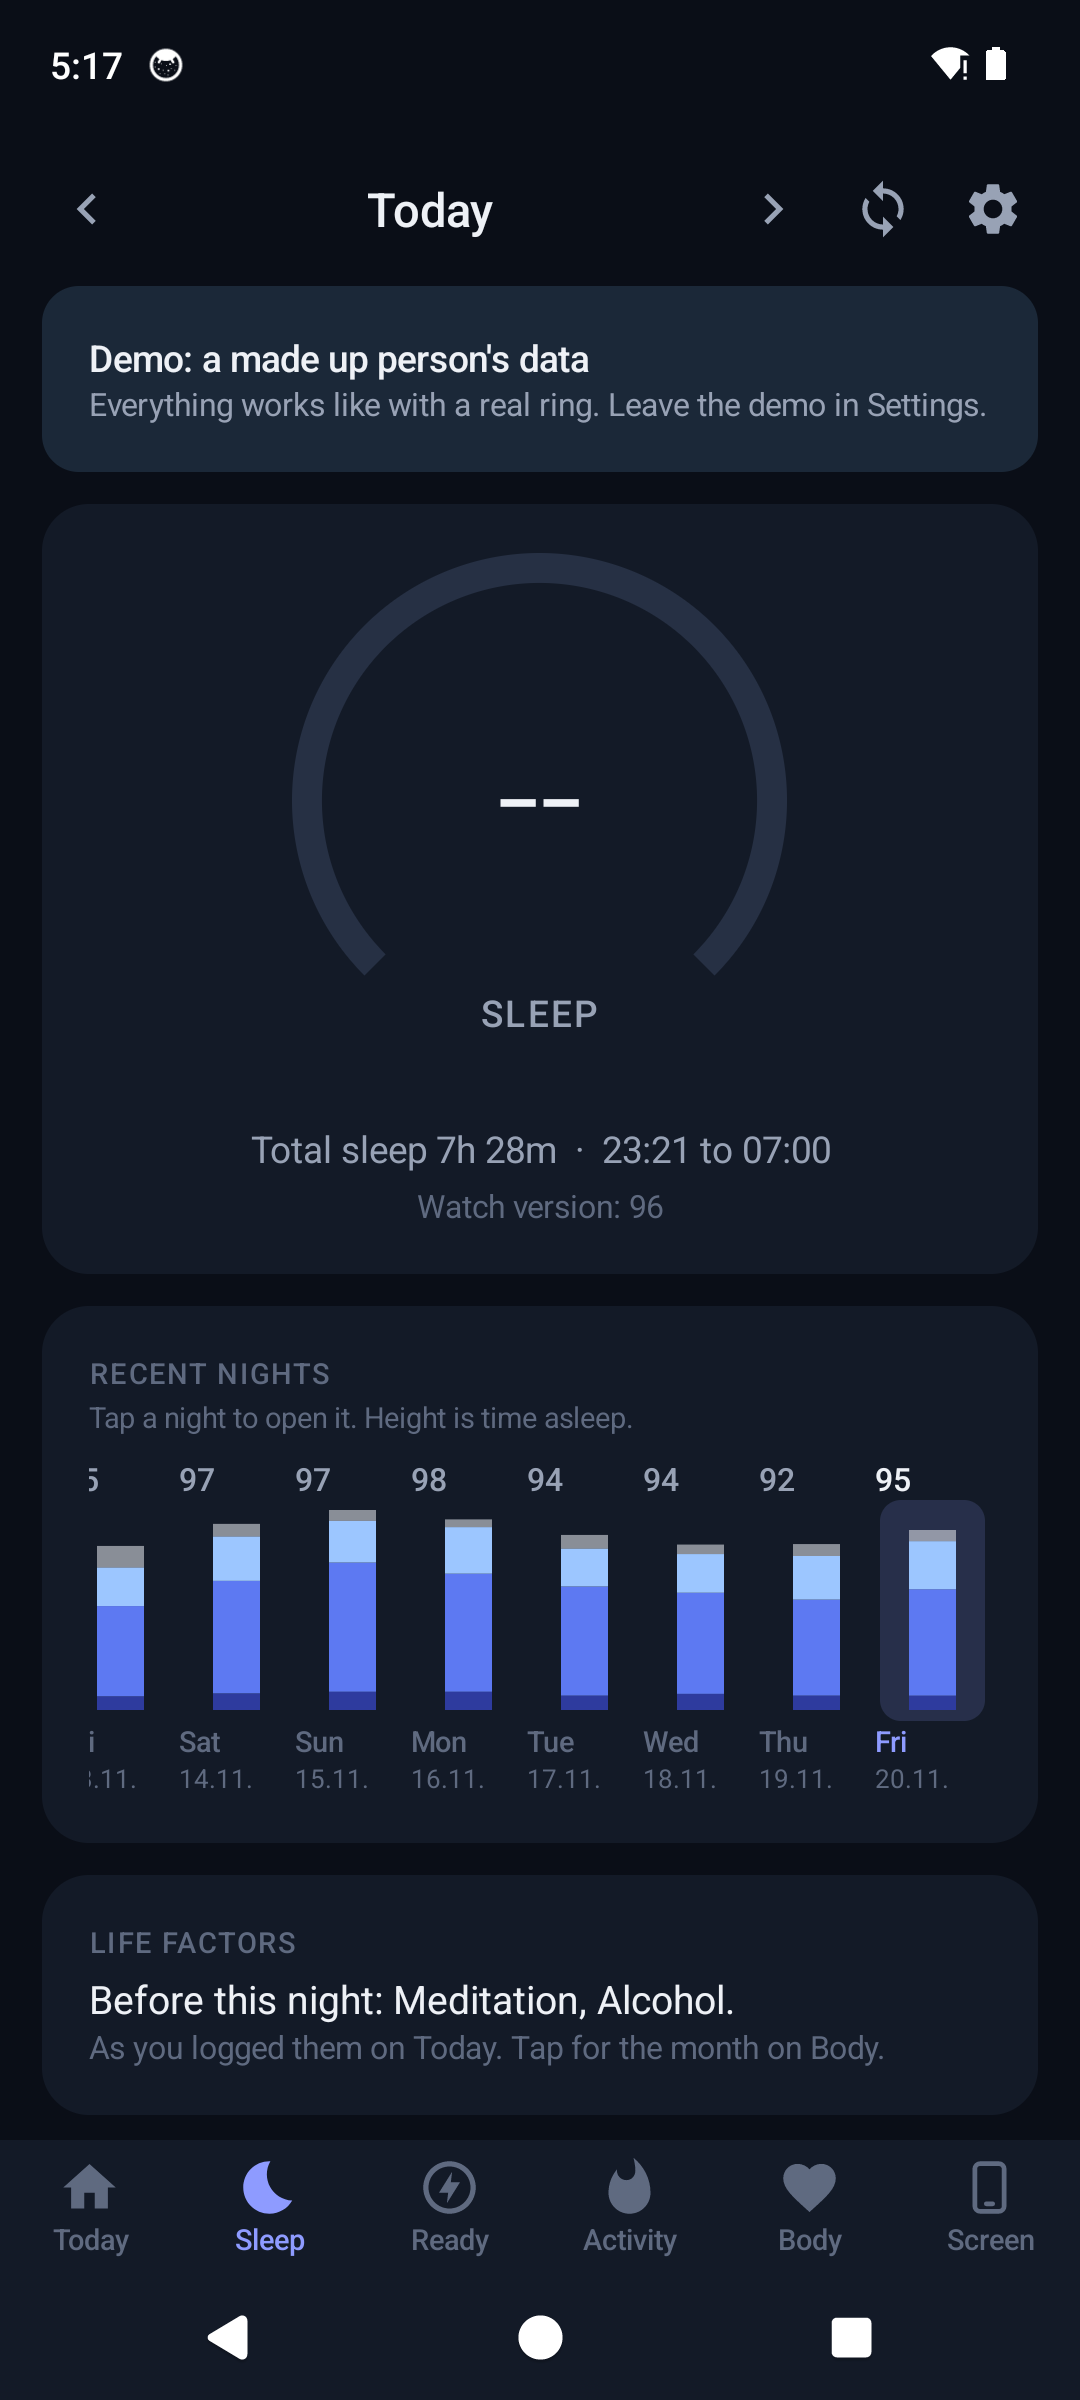 5:17
Today
Demo: a made up person's data
Everything works like with a real ring. Leave the demo in Settings.
--
SLEEP
Total sleep 7h 28m · 23:21 to 07:00
Watch version: 96
RECENT NIGHTS
Tap a night to open it. Height is time asleep.
97 97 98 94 94 92 95
Sat Sun Mon Tue Wed Thu Fri
.11. 14.11. 15.11. 16.11. 17.11. 18.11. 19.11. 20.11.
LIFE FACTORS
Before this night: Meditation, Alcohol.
As you logged them on Today. Tap for the month on Body.
Today Sleep Ready Activity Body Screen